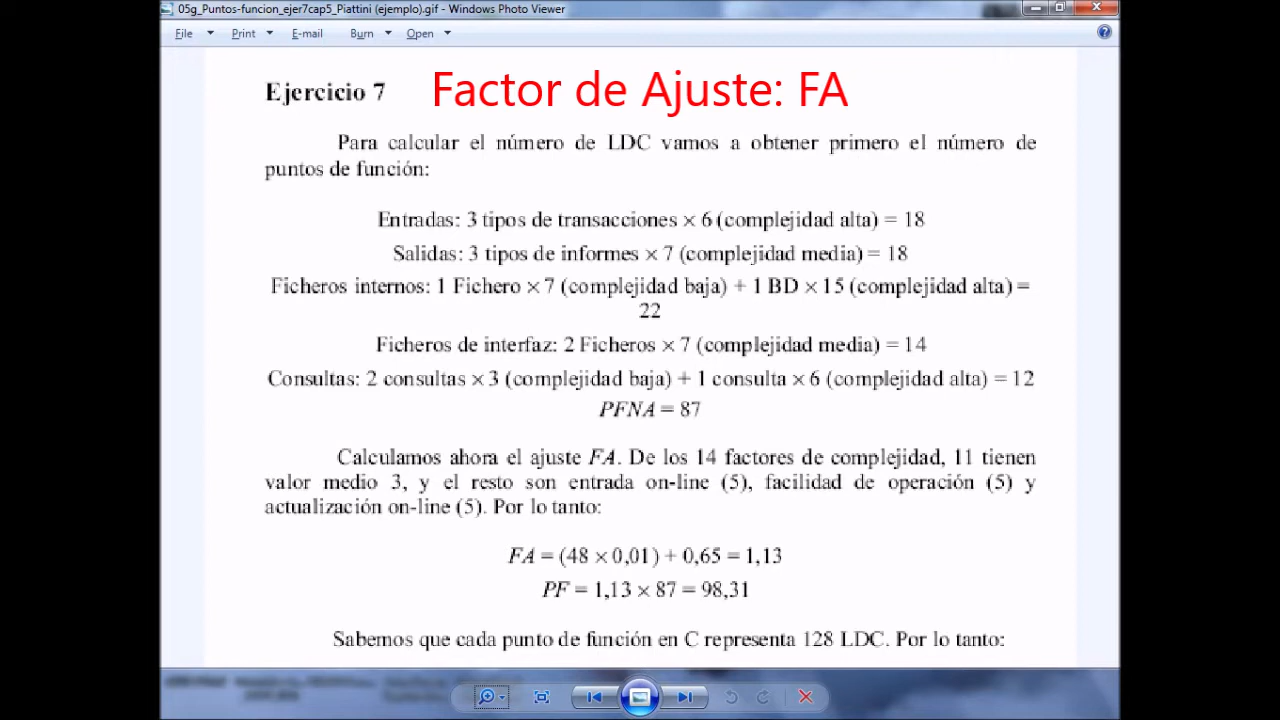 05g_Puntos-funcion_ejer7cap5_Piattini (ejemplo).gif - Windows Photo Viewer
File Print E-mail Burn Open
Ejercicio 7 Factor de Ajuste: FA
Para calcular el número de LDC vamos a obtener primero el número de
puntos de función:
Entradas: 3 tipos de transacciones × 6 (complejidad alta) = 18
Salidas: 3 tipos de informes × 7 (complejidad media) = 18
Ficheros internos: 1 Fichero × 7 (complejidad baja) + 1 BD × 15 (complejidad alta) =
22
Ficheros de interfaz: 2 Ficheros × 7 (complejidad media) = 14
Consultas: 2 consultas × 3 (complejidad baja) + 1 consulta × 6 (complejidad alta) = 12
PFNA = 87
Calculamos ahora el ajuste FA. De los 14 factores de complejidad, 11 tienen
valor medio 3, y el resto son entrada on-line (5), facilidad de operación (5) y
actualización on-line (5). Por lo tanto:
FA = (48 × 0,01) + 0,65 = 1,13
PF = 1,13 × 87 = 98,31
Sabemos que cada punto de función en C representa 128 LDC. Por lo tanto: